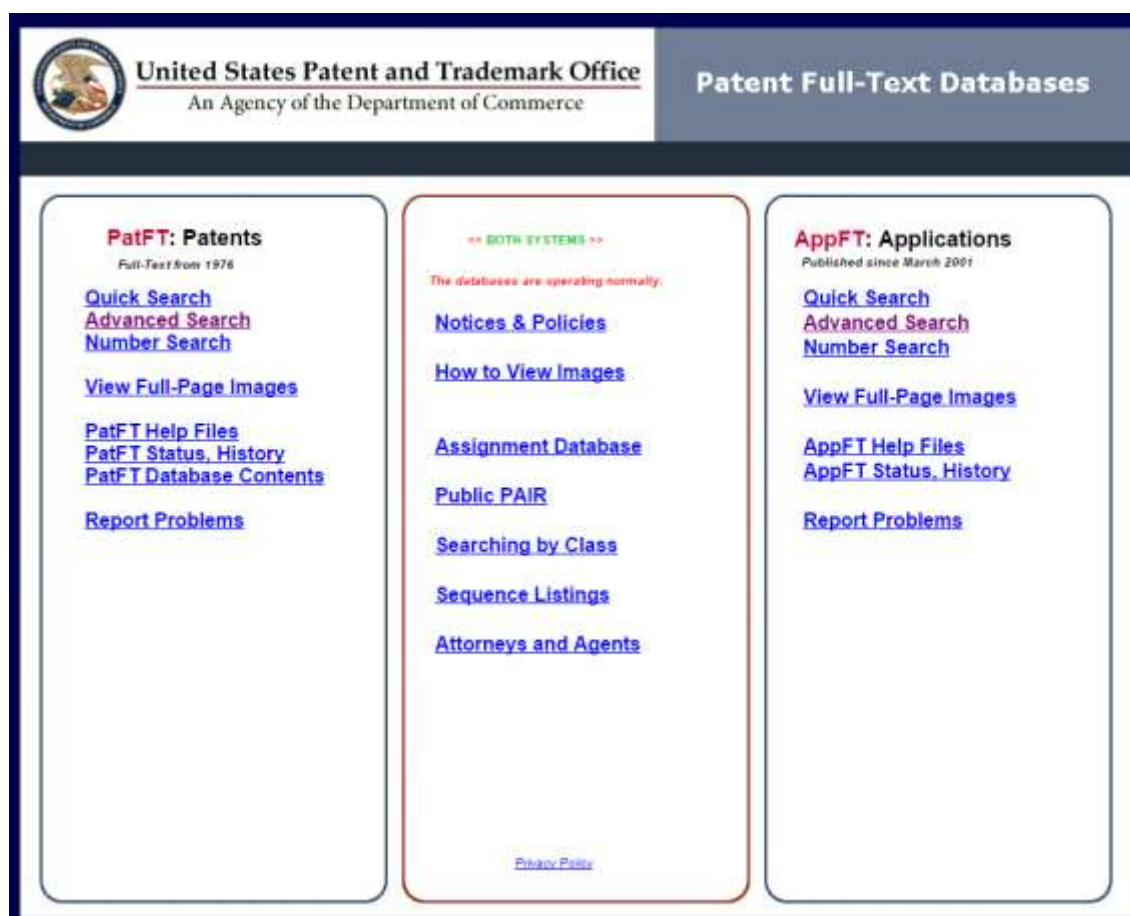 United States Patent and Trademark Office
An Agency of the Department of Commerce
Patent Full-Text Databases
PatFT: Patents
Full-Text from 1976
Quick Search
Advanced Search
Number Search
View Full-Page Images
PatFT Help Files
PatFT Status, History
PatFT Database Contents
Report Problems
<< BOTH SYSTEMS >>
The databases are operating normally.
Notices & Policies
How to View Images
Assignment Database
Public PAIR
Searching by Class
Sequence Listings
Attorneys and Agents
Privacy Policy
AppFT: Applications
Published since March 2001
Quick Search
Advanced Search
Number Search
View Full-Page Images
AppFT Help Files
AppFT Status, History
Report Problems